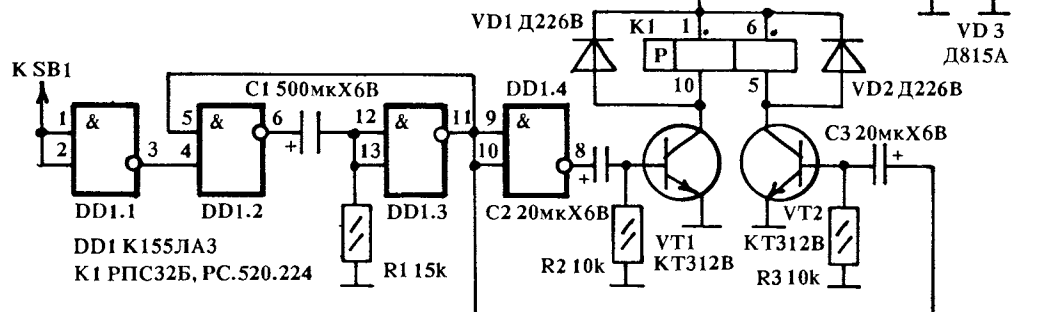 VD1 Д226В
K1
1
6
VD 3
Д815А
Р
10
5
К SB1
C1 500мкХ6В
DD1.4
VD2 Д226В
1
&
2
3
5
&
4
6
+
12
&
13
11
9
&
10
8
+
C3 20мкХ6В
+
DD1.1
DD1.2
DD1.3
C2 20мкХ6В
DD1 К155ЛА3
К1 РПС32Б, РС.520.224
R1 15k
R2 10k
VT1
КТ312В
VT2
КТ312В
R3 10k